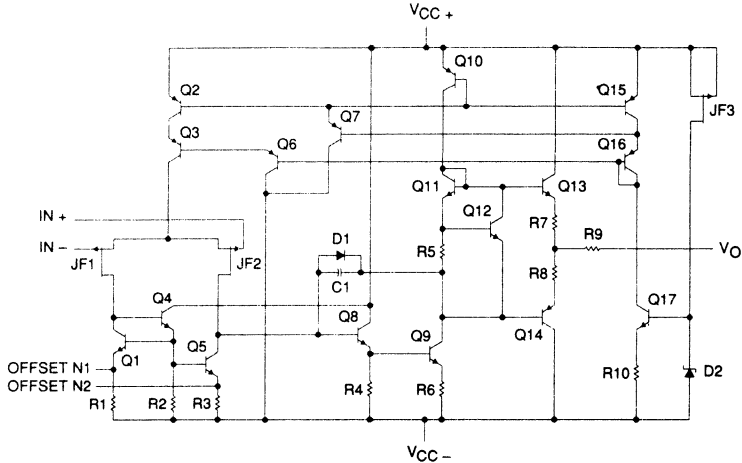 VCC +
Q10
Q2
Q7
Q15
JF3
Q3
Q6
Q16
Q11
Q13
IN +
Q12
R7
D1
R9
IN –
VO
JF1
JF2
R5
R8
C1
Q4
Q8
Q17
Q9
Q14
Q1
Q5
OFFSET N1
D2
OFFSET N2
R10
R1
R2
R3
R4
R6
VCC –